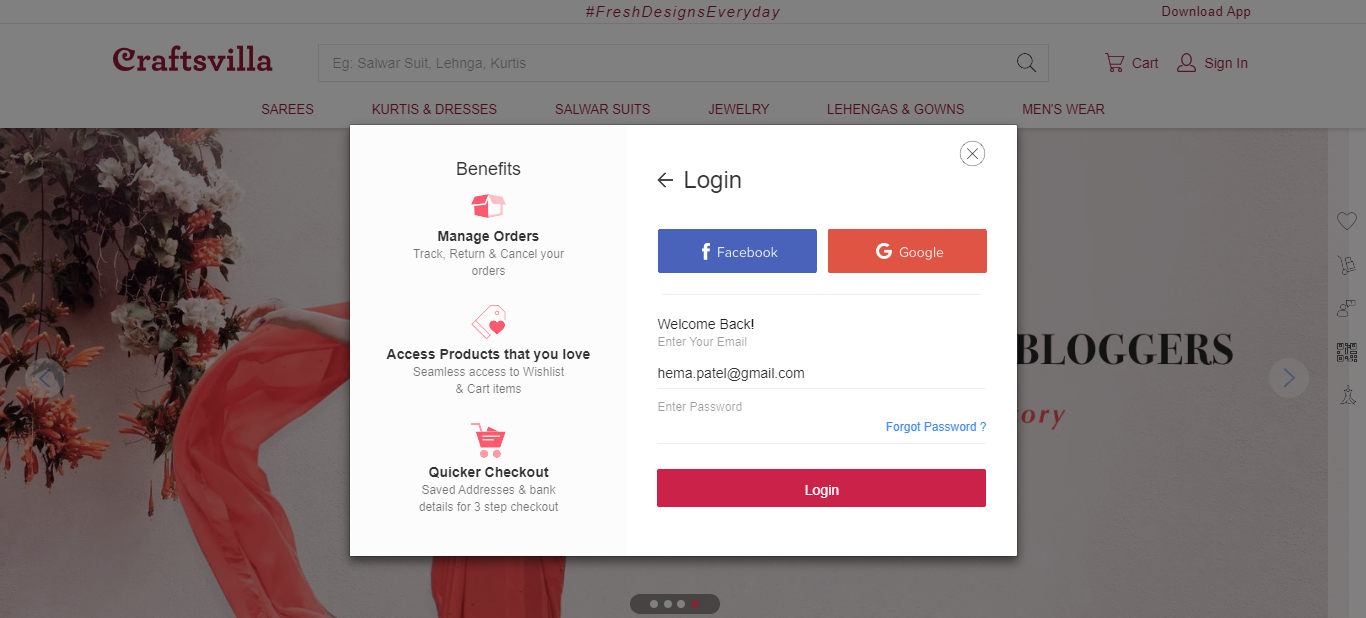 #FreshDesignsEveryday
Download App
Craftsvilla
Eg: Salwar Suit, Lehnga, Kurtis
Cart
Sign In
SAREES
KURTIS & DRESSES
SALWAR SUITS
JEWELRY
LEHENGAS & GOWNS
MEN'S WEAR
Benefits
Manage Orders
Track, Return & Cancel your
orders
Access Products that you love
Seamless access to Wishlist
& Cart items
Quicker Checkout
Saved Addresses & bank
details for 3 step checkout
Login
Facebook
Google
Welcome Back!
Enter Your Email
hema.patel@gmail.com
Enter Password
Forgot Password ?
Login
BLOGGERS